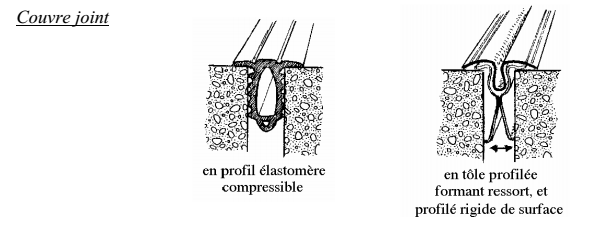 Couvre joint
en profil élastomère
compressible
en tôle profilée
formant ressort, et
profilé rigide de surface